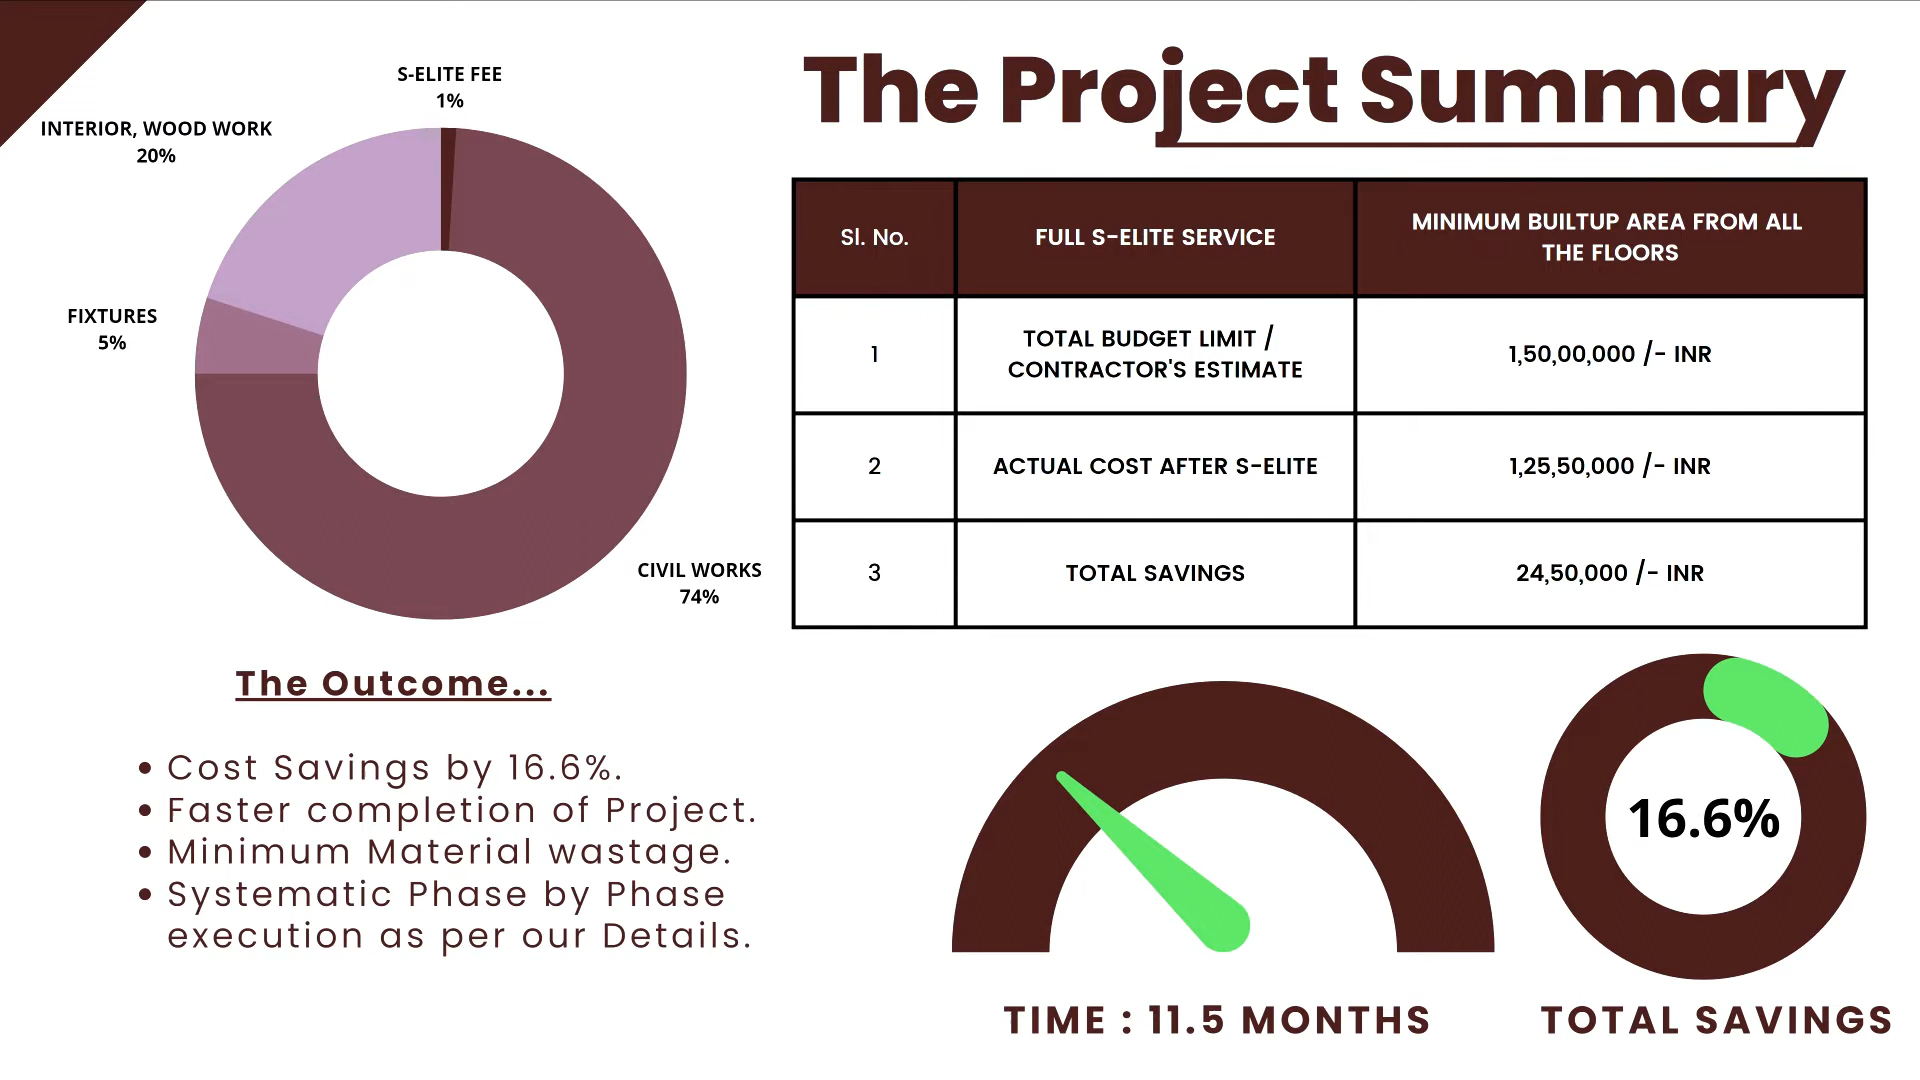 The Project Summary
S-ELITE FEE
1%
INTERIOR, WOOD WORK
20%
FIXTURES
5%
CIVIL WORKS
74%
Sl. No.
FULL S-ELITE SERVICE
MINIMUM BUILTUP AREA FROM ALL
THE FLOORS
1
TOTAL BUDGET LIMIT /
CONTRACTOR'S ESTIMATE
1,50,00,000 /- INR
2
ACTUAL COST AFTER S-ELITE
1,25,50,000 /- INR
3
TOTAL SAVINGS
24,50,000 /- INR
The Outcome...
• Cost Savings by 16.6%.
• Faster completion of Project.
• Minimum Material wastage.
• Systematic Phase by Phase
execution as per our Details.
TIME : 11.5 MONTHS
16.6%
TOTAL SAVINGS